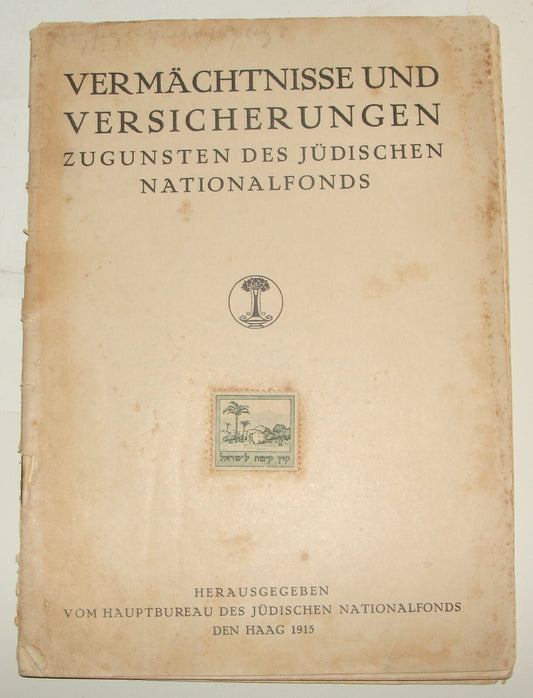 VERMÄCHTNISSE UND
VERSICHERUNGEN
ZUGUNSTEN DES JÜDISCHEN
NATIONALFONDS
קרן קימת לישראל
HERAUSGEGEBEN
VOM HAUPTBUREAU DES JÜDISCHEN NATIONALFONDS
DEN HAAG 1915